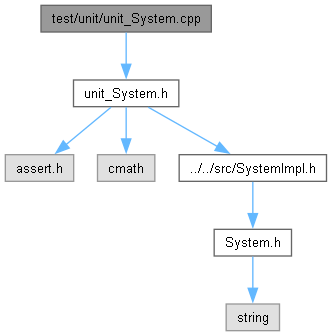 test/unit/unit_System.cpp
unit_System.h
assert.h
cmath
../../src/SystemImpl.h
System.h
string